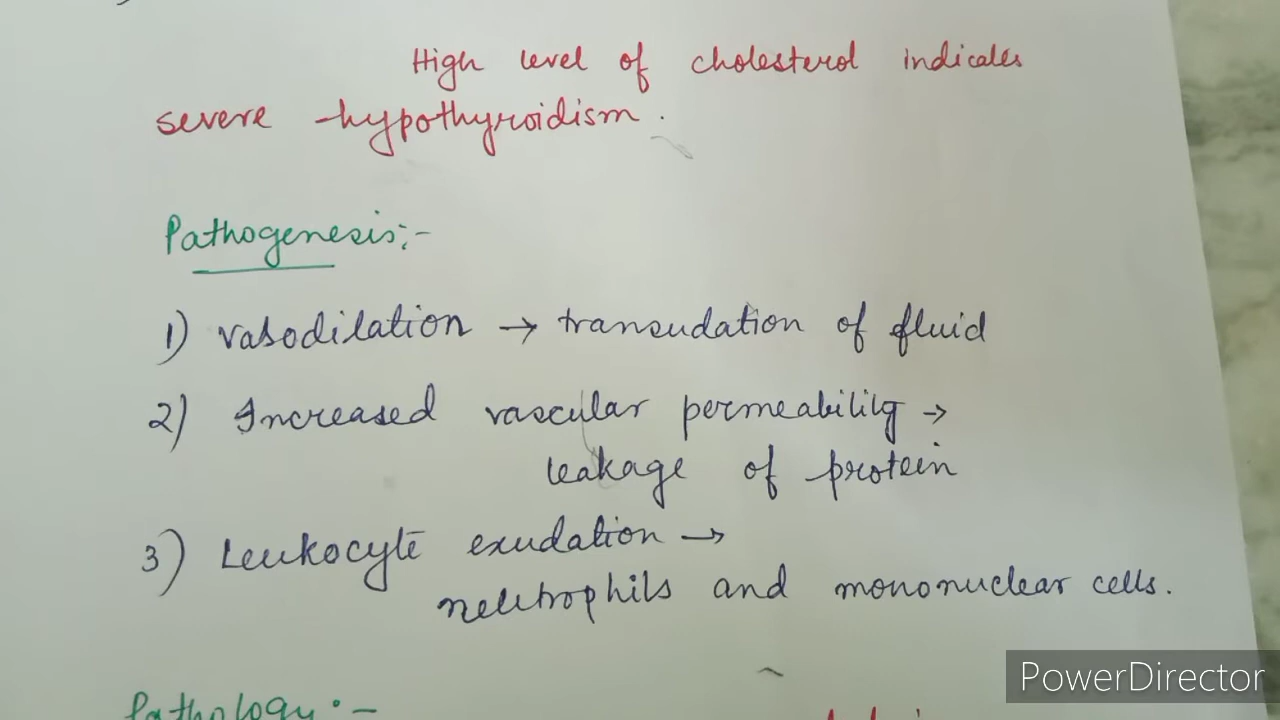 High level of cholesterol indicates
severe hypothyroidism.
Pathogenesis:-
1) vasodilation → transudation of fluid
2) Increased vascular permeability →
leakage of protein
3) Leukocyte exudation →
neutrophils and mononuclear cells.
Pathology:-
PowerDirector